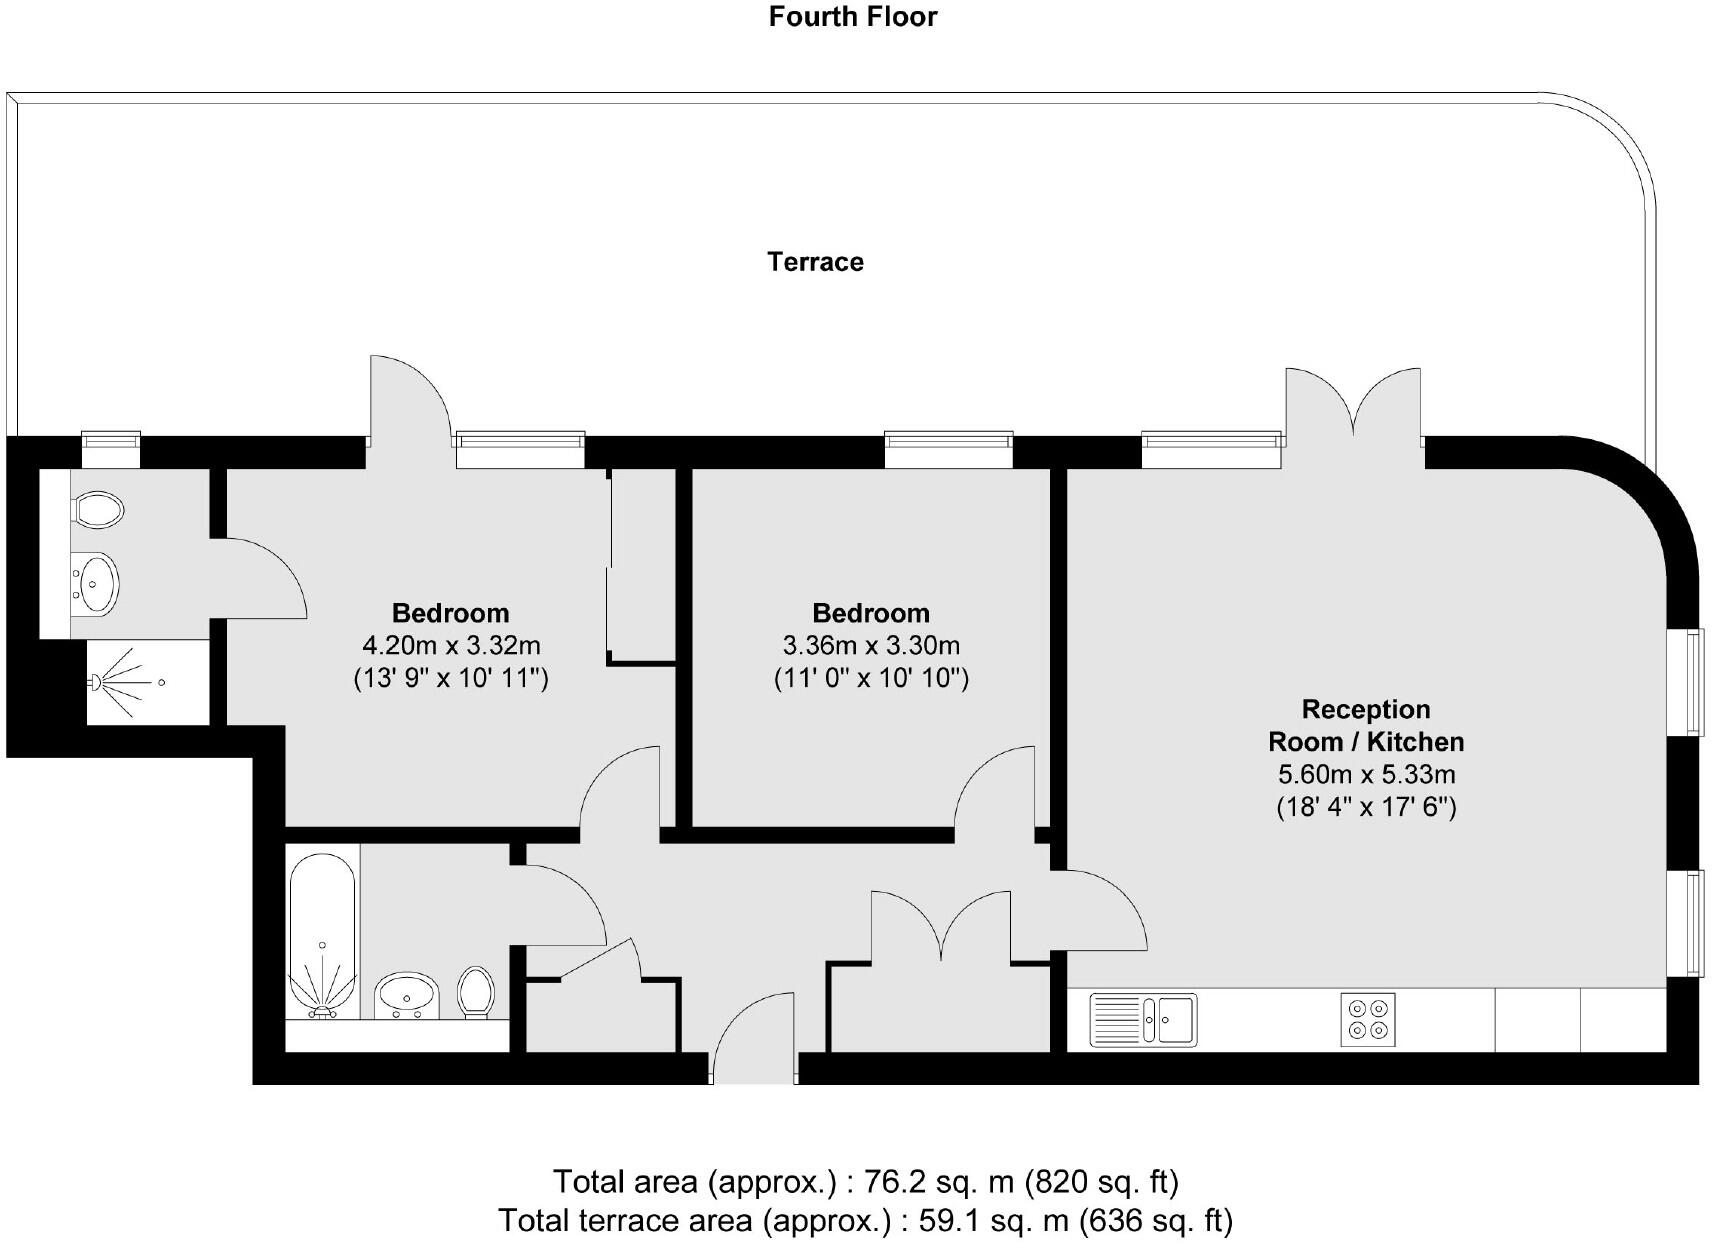 Fourth Floor
Terrace
Bedroom
4.20m x 3.32m
(13' 9" x 10' 11")
Bedroom
3.36m x 3.30m
(11' 0" x 10' 10")
Reception
Room / Kitchen
5.60m x 5.33m
(18' 4" x 17' 6")
Total area (approx.) : 76.2 sq. m (820 sq. ft)
Total terrace area (approx.) : 59.1 sq. m (636 sq. ft)